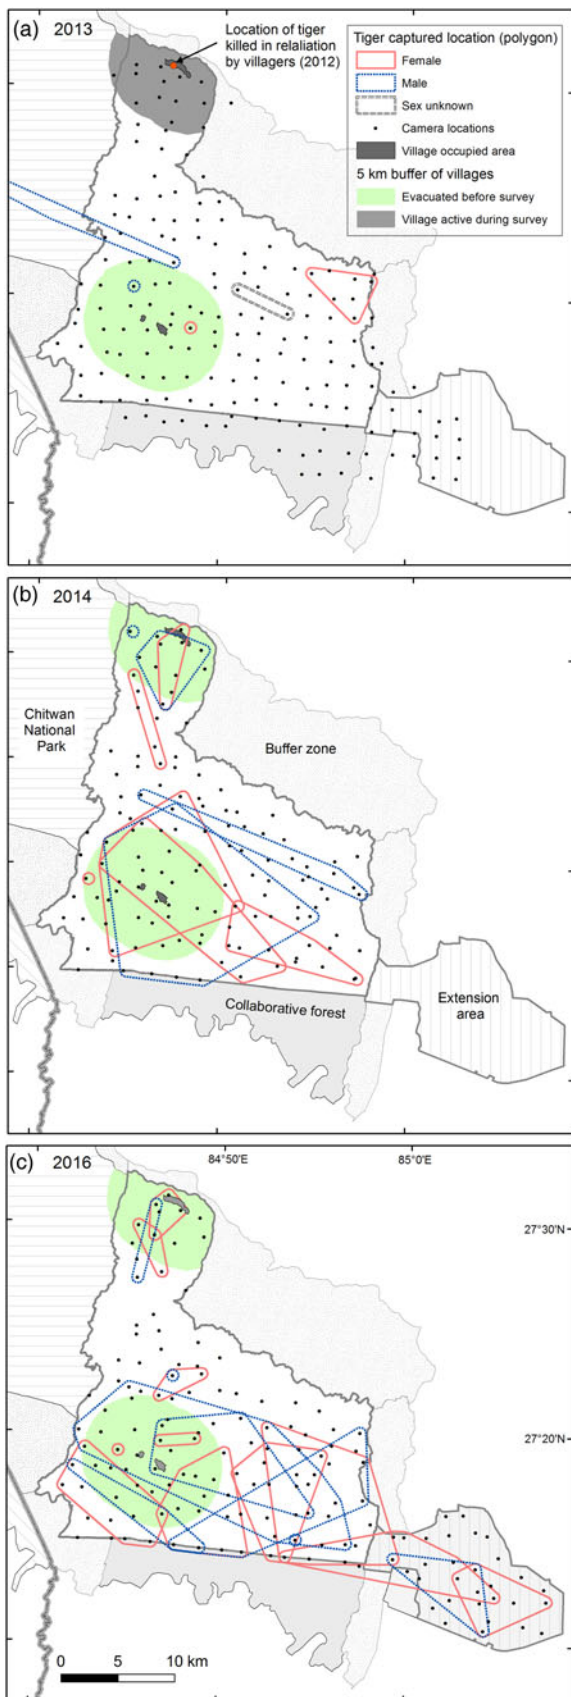 (a) 2013
Location of tiger
killed in relaliation
by villagers (2012)
Tiger captured location (polygon)
Female
Male
Sex unknown
Camera locations
Village occupied area
5 km buffer of villages
Evacuated before survey
Village active during survey
(b) 2014
Chitwan
National
Park
Buffer zone
Extension
area
Collaborative forest
(c) 2016
84°50'E
85°0'E
27°30'N
27°20'N
0 5 10 km